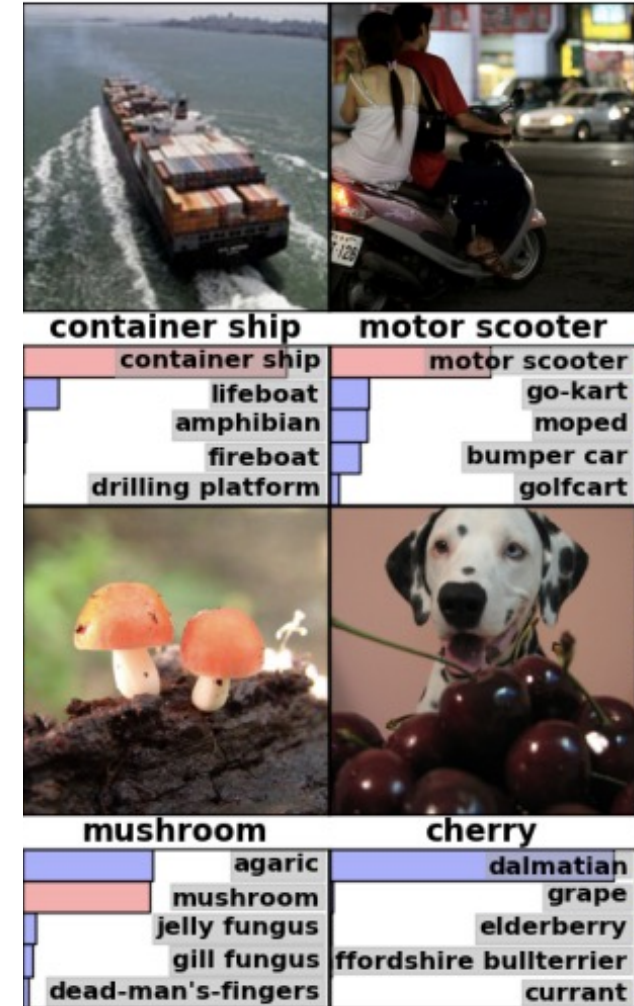 container ship
container ship
lifeboat
amphibian
fireboat
drilling platform
motor scooter
motor scooter
go-kart
moped
bumper car
golfcart
mushroom
agaric
mushroom
jelly fungus
gill fungus
dead-man's-fingers
cherry
dalmatian
grape
elderberry
ffordshire bullterrier
currant